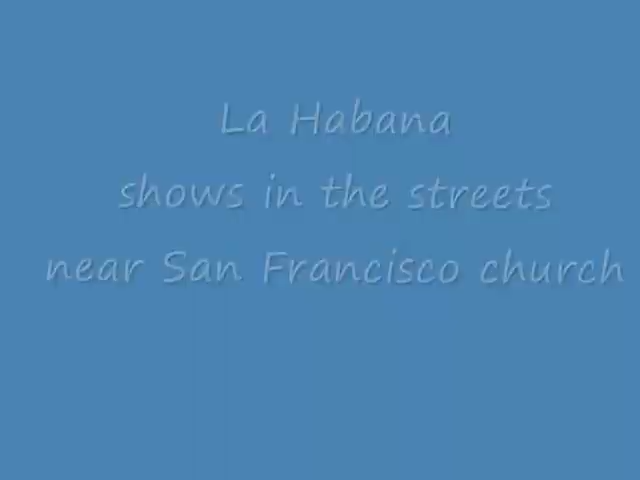 La Habana
shows in the streets
near San Francisco church